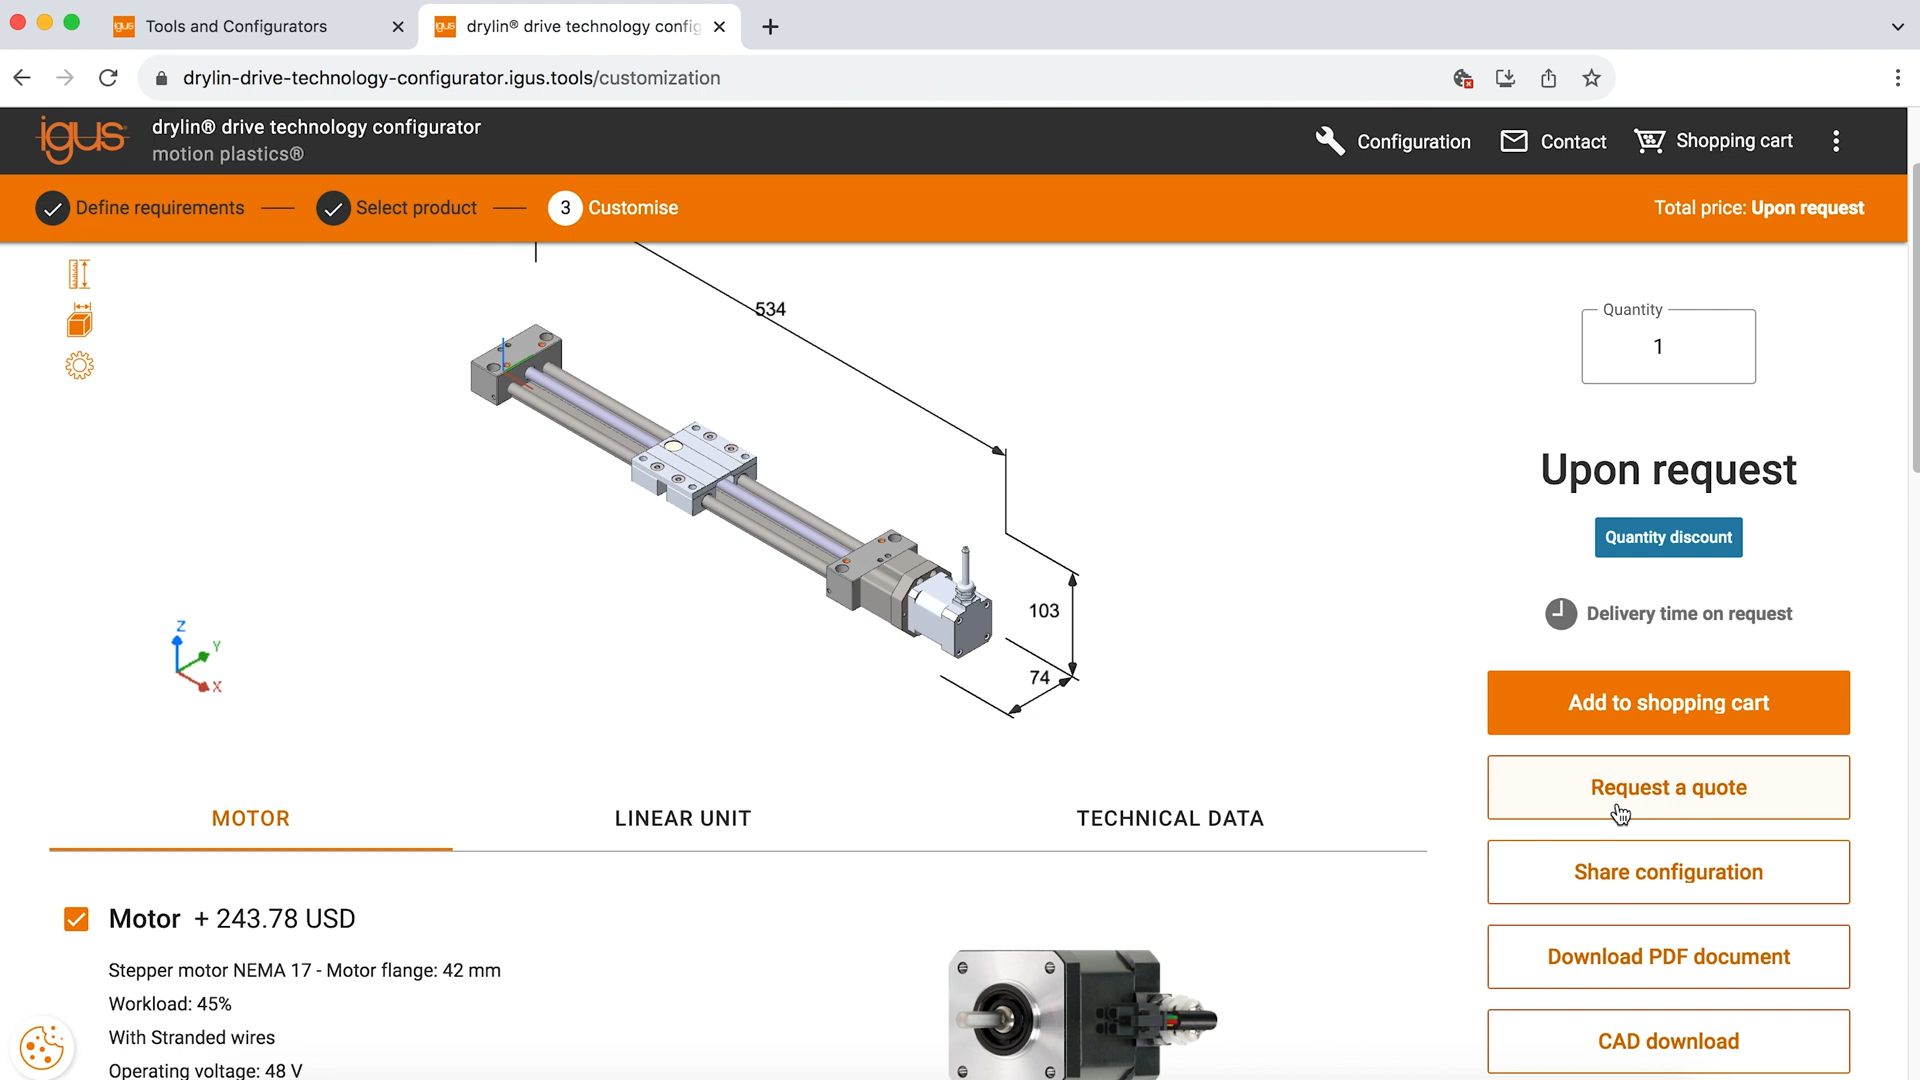 igus Tools and Configurators
igus drylin® drive technology config
drylin-drive-technology-configurator.igus.tools/customization
igus
drylin® drive technology configurator
motion plastics®
Configuration
Contact
Shopping cart
Define requirements
Select product
3 Customise
Total price: Upon request
534
103
74
Z
Y
X
Quantity
1
Upon request
Quantity discount
Delivery time on request
Add to shopping cart
Request a quote
Share configuration
Download PDF document
CAD download
MOTOR
LINEAR UNIT
TECHNICAL DATA
Motor + 243.78 USD
Stepper motor NEMA 17 - Motor flange: 42 mm
Workload: 45%
With Stranded wires
Operating voltage: 48 V